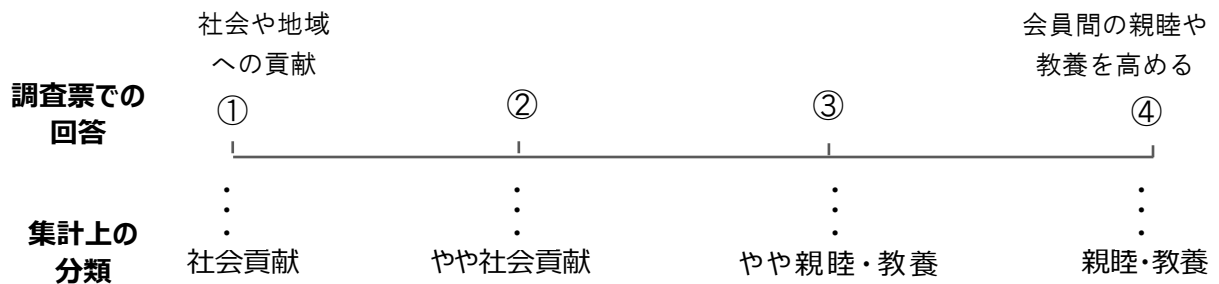 社会や地域
への貢献
会員間の親睦や
教養を高める
調査票での
回答
① ② ③ ④
集計上の
分類
社会貢献 やや社会貢献 やや親睦・教養 親睦・教養